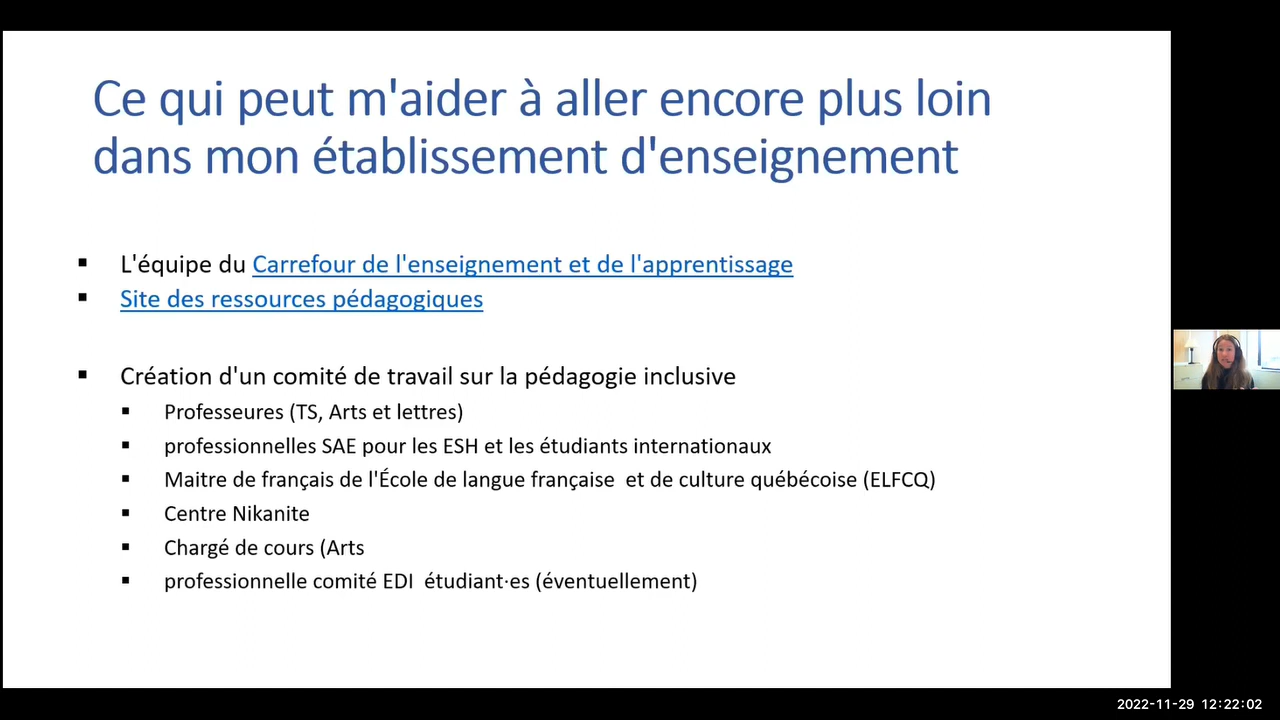 Ce qui peut m'aider à aller encore plus loin
dans mon établissement d'enseignement
▪ L'équipe du Carrefour de l'enseignement et de l'apprentissage
▪ Site des ressources pédagogiques
▪ Création d'un comité de travail sur la pédagogie inclusive
▪ Professeures (TS, Arts et lettres)
▪ professionnelles SAE pour les ESH et les étudiants internationaux
▪ Maitre de français de l'École de langue française et de culture québécoise (ELFCQ)
▪ Centre Nikanite
▪ Chargé de cours (Arts
▪ professionnelle comité EDI étudiant·es (éventuellement)
2022-11-29 12:22:02